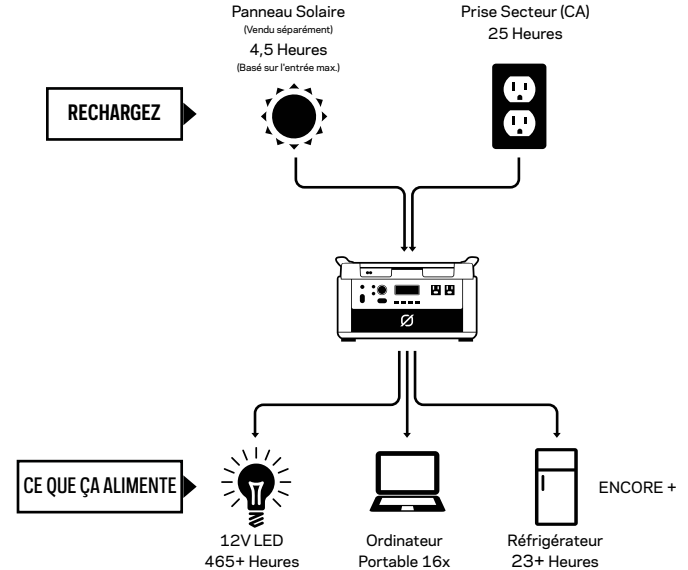 Panneau Solaire
(Vendu séparément)
4,5 Heures
(Basé sur l'entrée max.)
Prise Secteur (CA)
25 Heures
RECHARGEZ
CE QUE ÇA ALIMENTE
12V LED
465+ Heures
Ordinateur
Portable 16x
Réfrigérateur
23+ Heures
ENCORE +